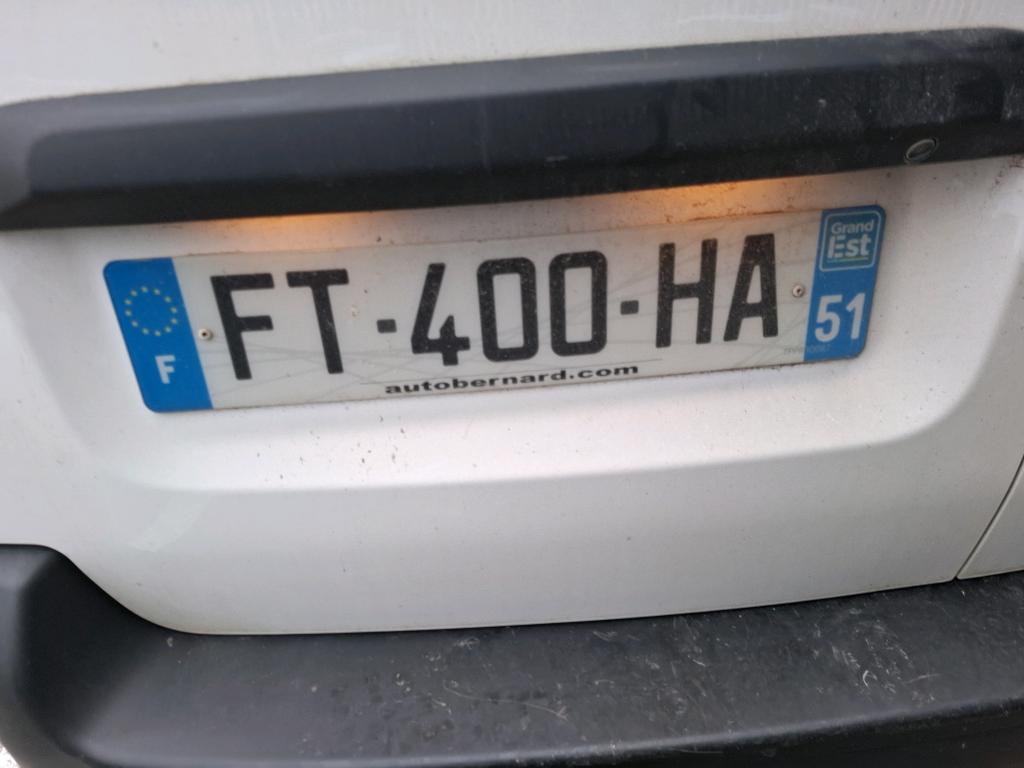 F
FT-400-HA
Grand
Est
51
autobernard.com